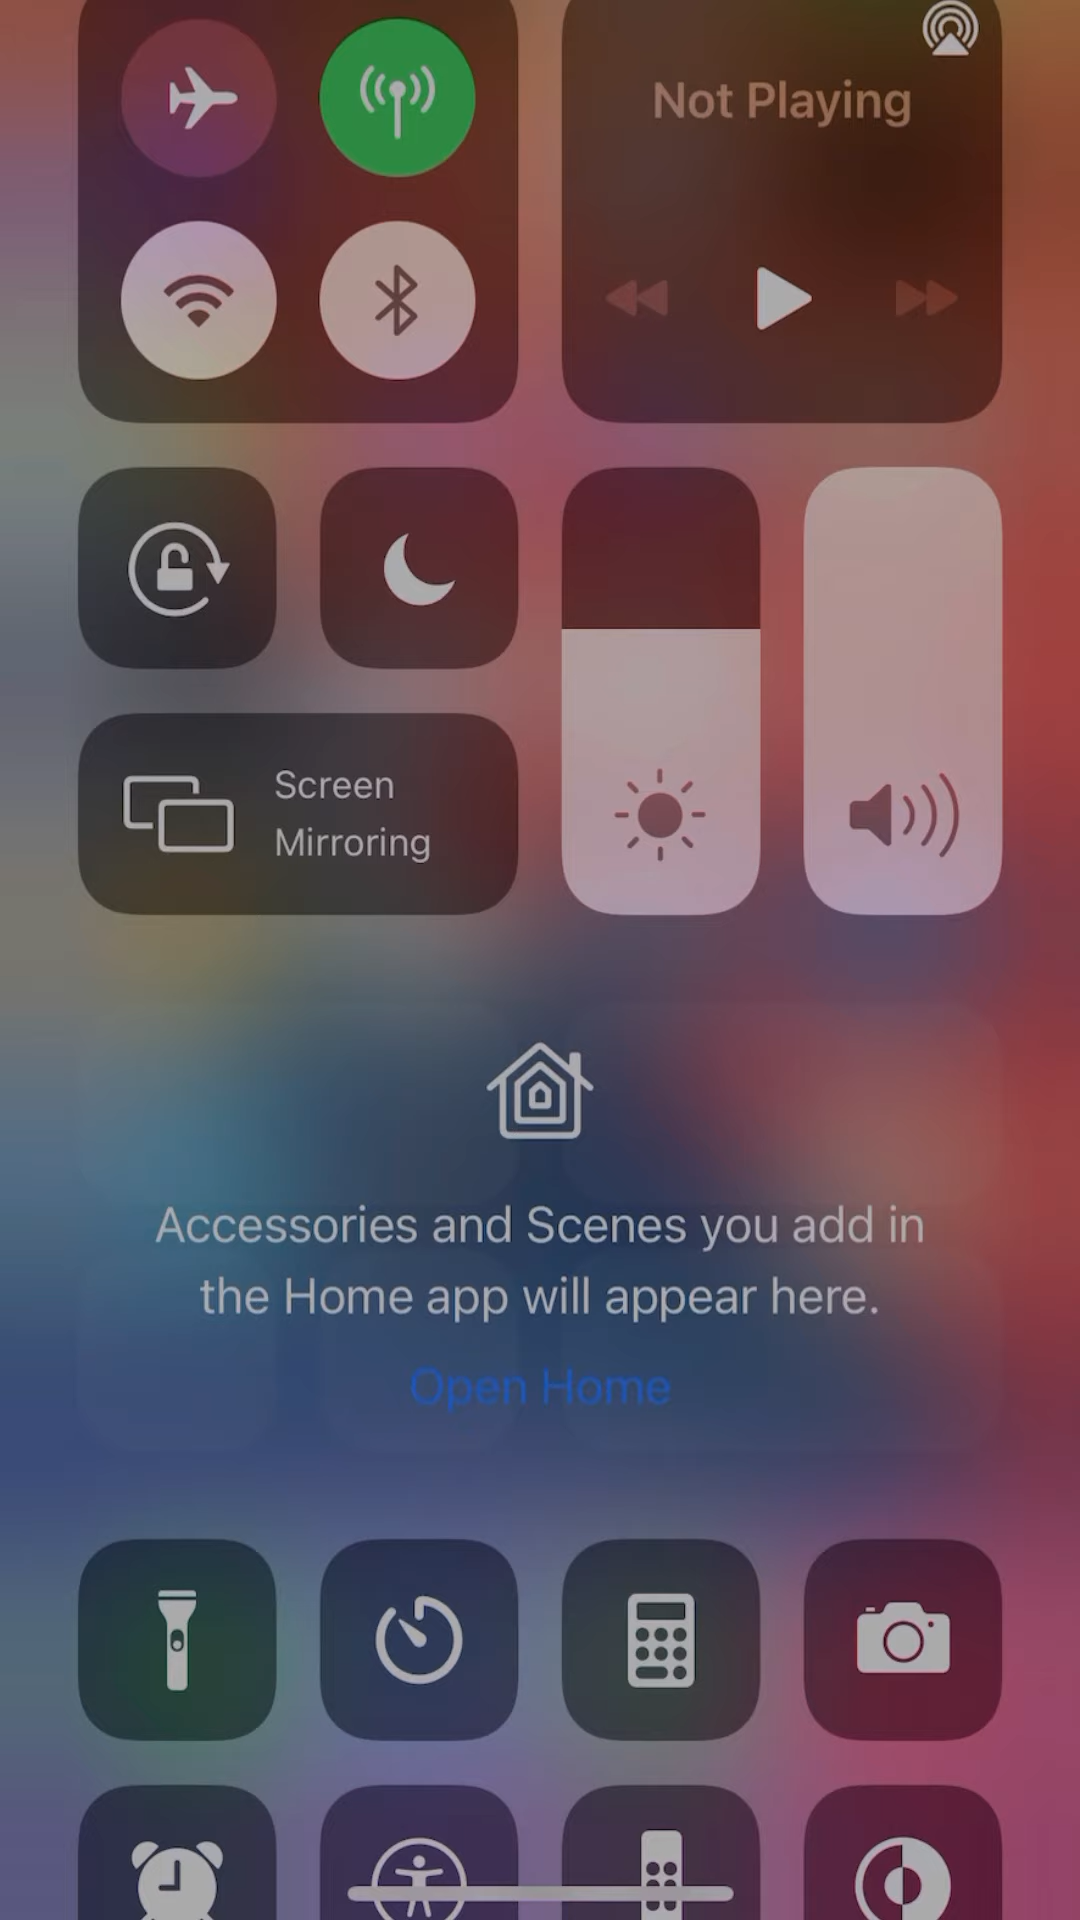 Not Playing
Screen
Mirroring
Accessories and Scenes you add in
the Home app will appear here.
Open Home